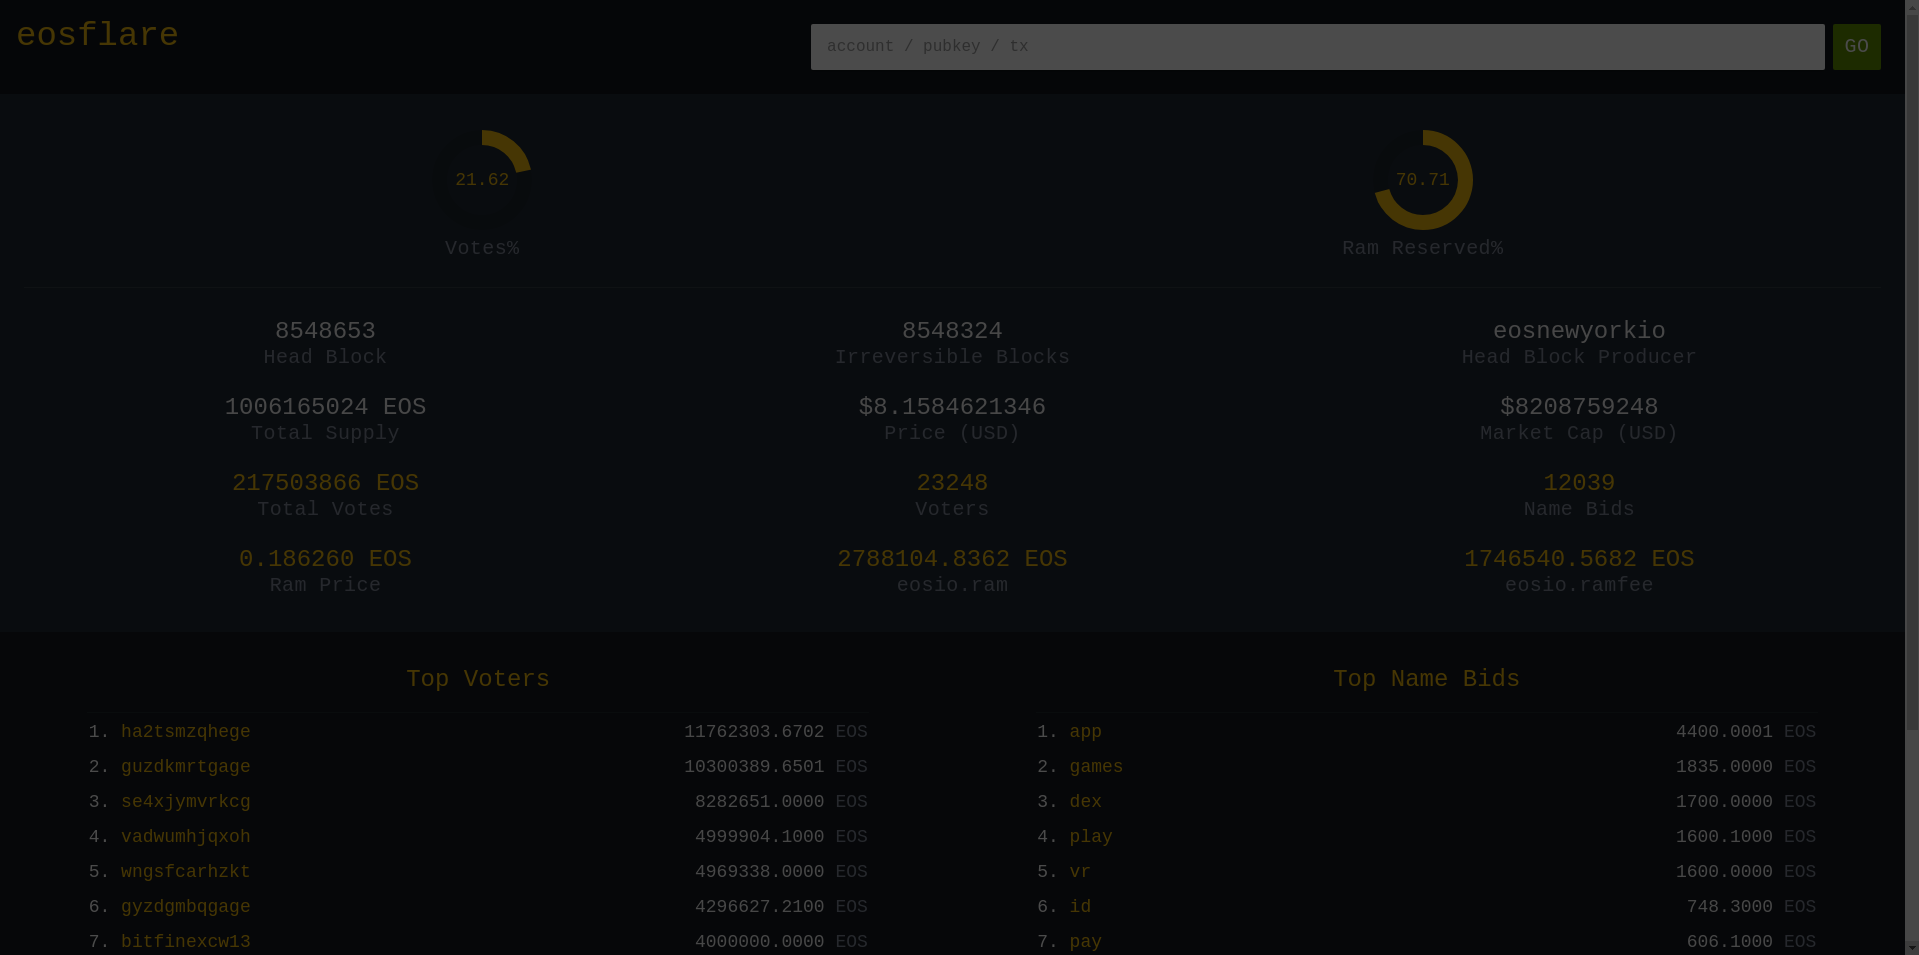 eosflare
account / pubkey / tx
GO
21.62
70.71
Votes%
Ram Reserved%
8548653
8548324
eosnewyorkio
Head Block
Irreversible Blocks
Head Block Producer
1006165024 EOS
$8.1584621346
$8208759248
Total Supply
Price (USD)
Market Cap (USD)
217503866 EOS
23248
12039
Total Votes
Voters
Name Bids
0.186260 EOS
2788104.8362 EOS
1746540.5682 EOS
Ram Price
eosio.ram
eosio.ramfee
Top Voters
1. ha2tsmzqhege 11762303.6702 EOS
2. guzdkmrtgage 10300389.6501 EOS
3. se4xjymvrkcg 8282651.0000 EOS
4. vadwumhjqxoh 4999904.1000 EOS
5. wngsfcarhzkt 4969338.0000 EOS
6. gyzdgmbqgage 4296627.2100 EOS
7. bitfinexcw13 4000000.0000 EOS
Top Name Bids
1. app 4400.0001 EOS
2. games 1835.0000 EOS
3. dex 1700.0000 EOS
4. play 1600.1000 EOS
5. vr 1600.0000 EOS
6. id 748.3000 EOS
7. pay 606.1000 EOS